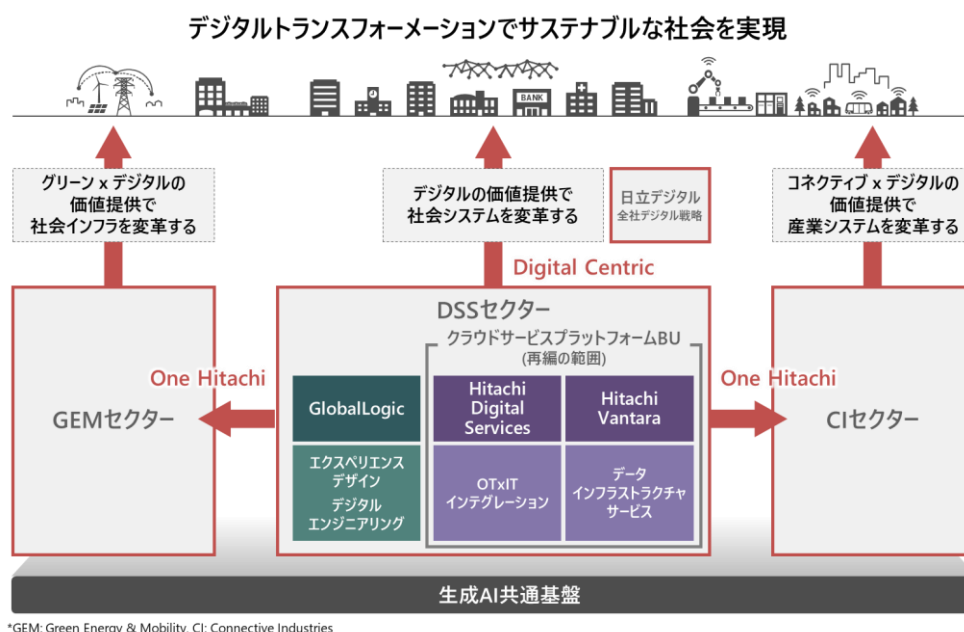 デジタルトランスフォーメーションでサステナブルな社会を実現
BANK
グリーン x デジタルの
価値提供で
社会インフラを変革する
デジタルの価値提供で
社会システムを変革する
日立デジタル
全社デジタル戦略
コネクティブ x デジタルの
価値提供で
産業システムを変革する
Digital Centric
DSSセクター
クラウドサービスプラットフォームBU
(再編の範囲)
One Hitachi
One Hitachi
GEMセクター
GlobalLogic
Hitachi
Digital
Services
Hitachi
Vantara
CIセクター
エクスペリエンス
デザイン
デジタル
エンジニアリング
OTxIT
インテグレーション
データ
インフラストラクチャ
サービス
生成AI共通基盤
*GEM: Green Energy & Mobility, CI: Connective Industries